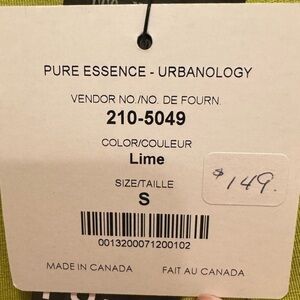 PURE ESSENCE - URBANOLOGY
VENDOR NO./NO. DE FOURN.
210-5049
COLOR/COULEUR
Lime
SIZE/TAILLE
S
$149.
0013200071200102
MADE IN CANADA FAIT AU CANADA